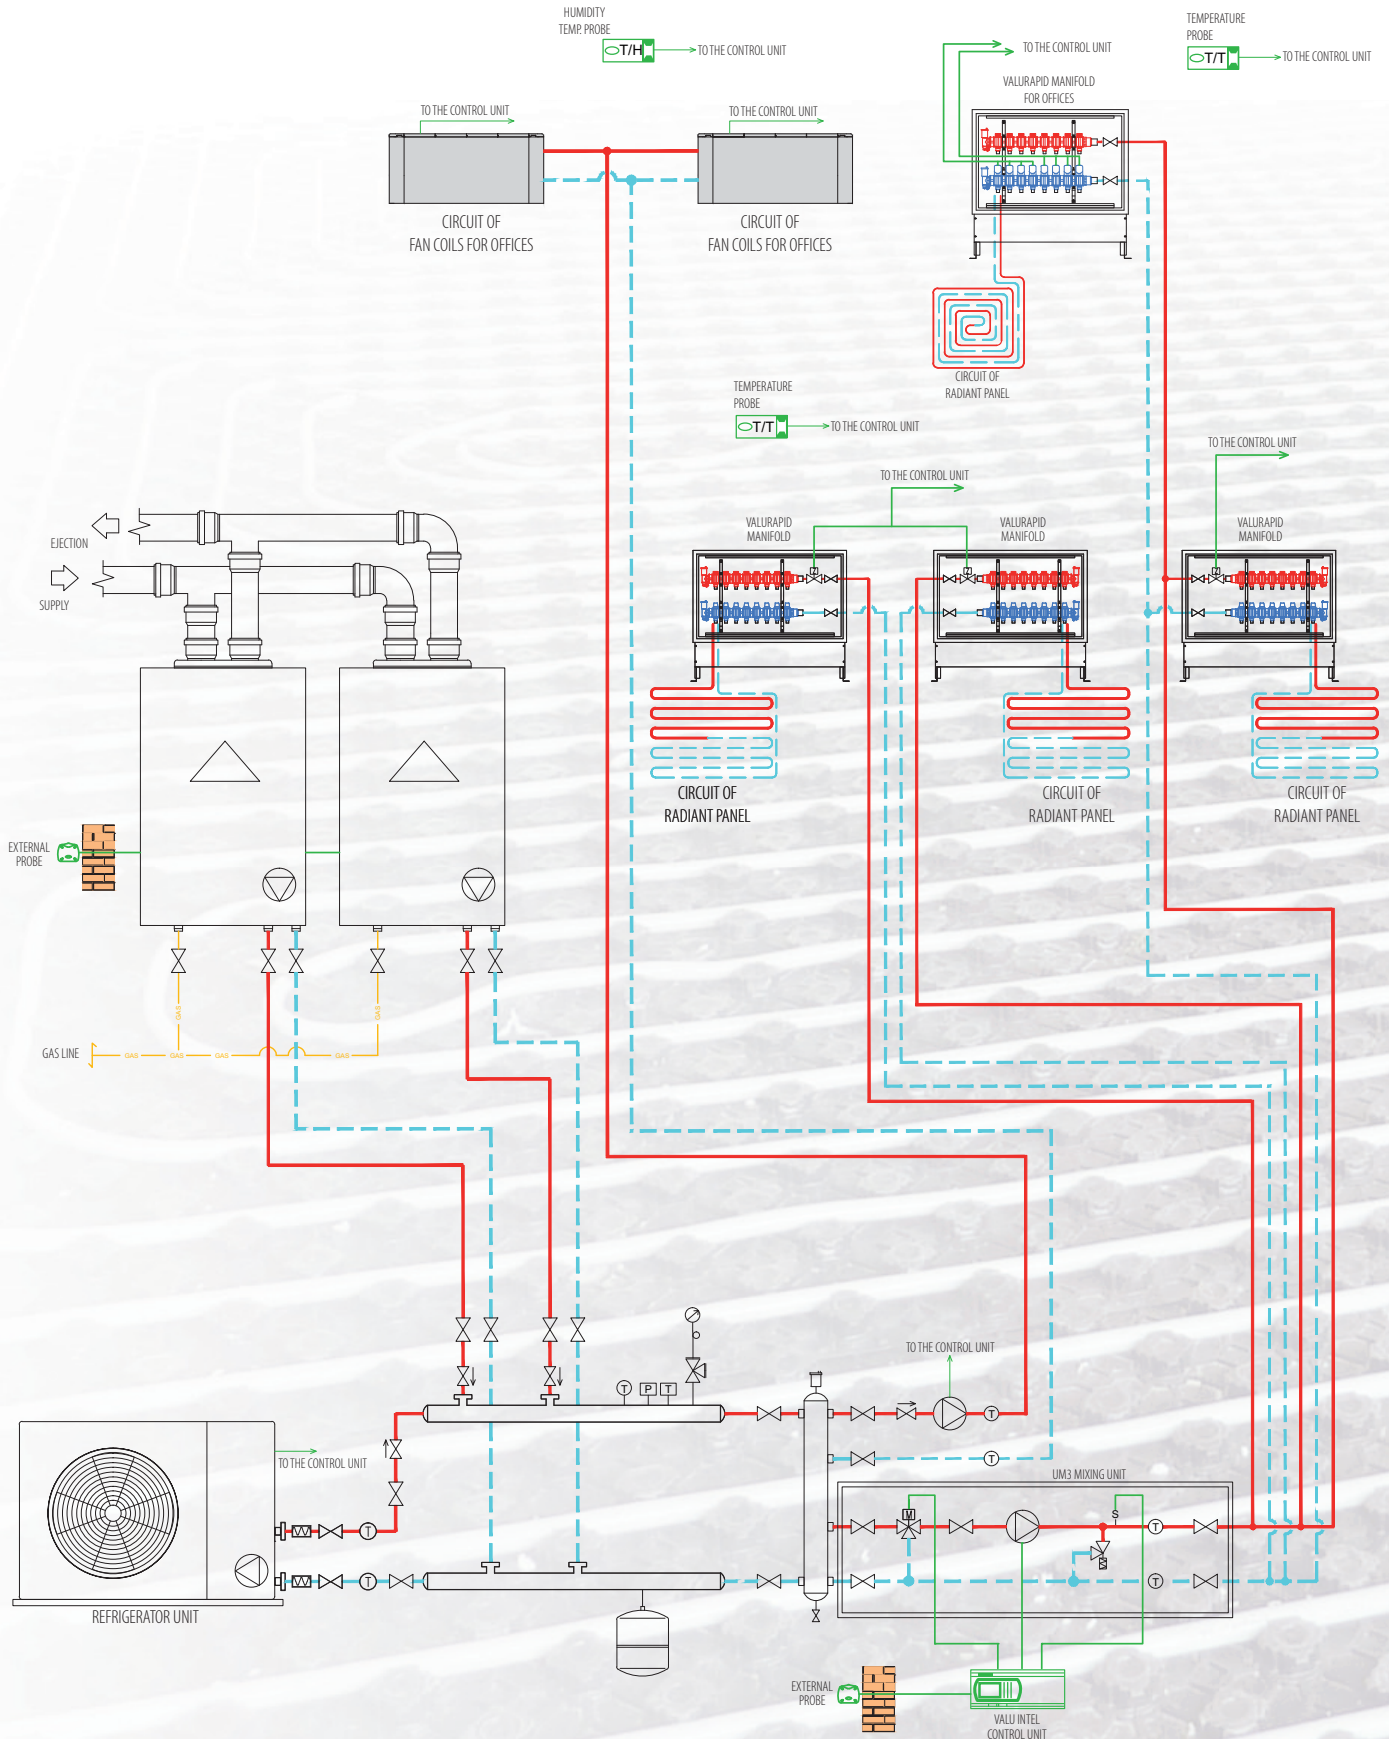 HUMIDITY
TEMP. PROBE
T/H
TO THE CONTROL UNIT
TO THE CONTROL UNIT
TEMPERATURE
PROBE
T/T
TO THE CONTROL UNIT
VALURAPID MANIFOLD
FOR OFFICES
TO THE CONTROL UNIT
TO THE CONTROL UNIT
CIRCUIT OF
FAN COILS FOR OFFICES
CIRCUIT OF
FAN COILS FOR OFFICES
CIRCUIT OF
RADIANT PANEL
TEMPERATURE
PROBE
T/T
TO THE CONTROL UNIT
TO THE CONTROL UNIT
TO THE CONTROL UNIT
EJECTION
SUPPLY
VALURAPID
MANIFOLD
VALURAPID
MANIFOLD
VALURAPID
MANIFOLD
Z
Z
Z
CIRCUIT OF
RADIANT PANEL
CIRCUIT OF
RADIANT PANEL
CIRCUIT OF
RADIANT PANEL
EXTERNAL
PROBE
GAS
GAS
GAS LINE
GAS
GAS
GAS
GAS
TO THE CONTROL UNIT
T
P
T
T
TO THE CONTROL UNIT
T
UM3 MIXING UNIT
M
S
T
T
T
T
REFRIGERATOR UNIT
EXTERNAL
PROBE
VALU INTEL
CONTROL UNIT